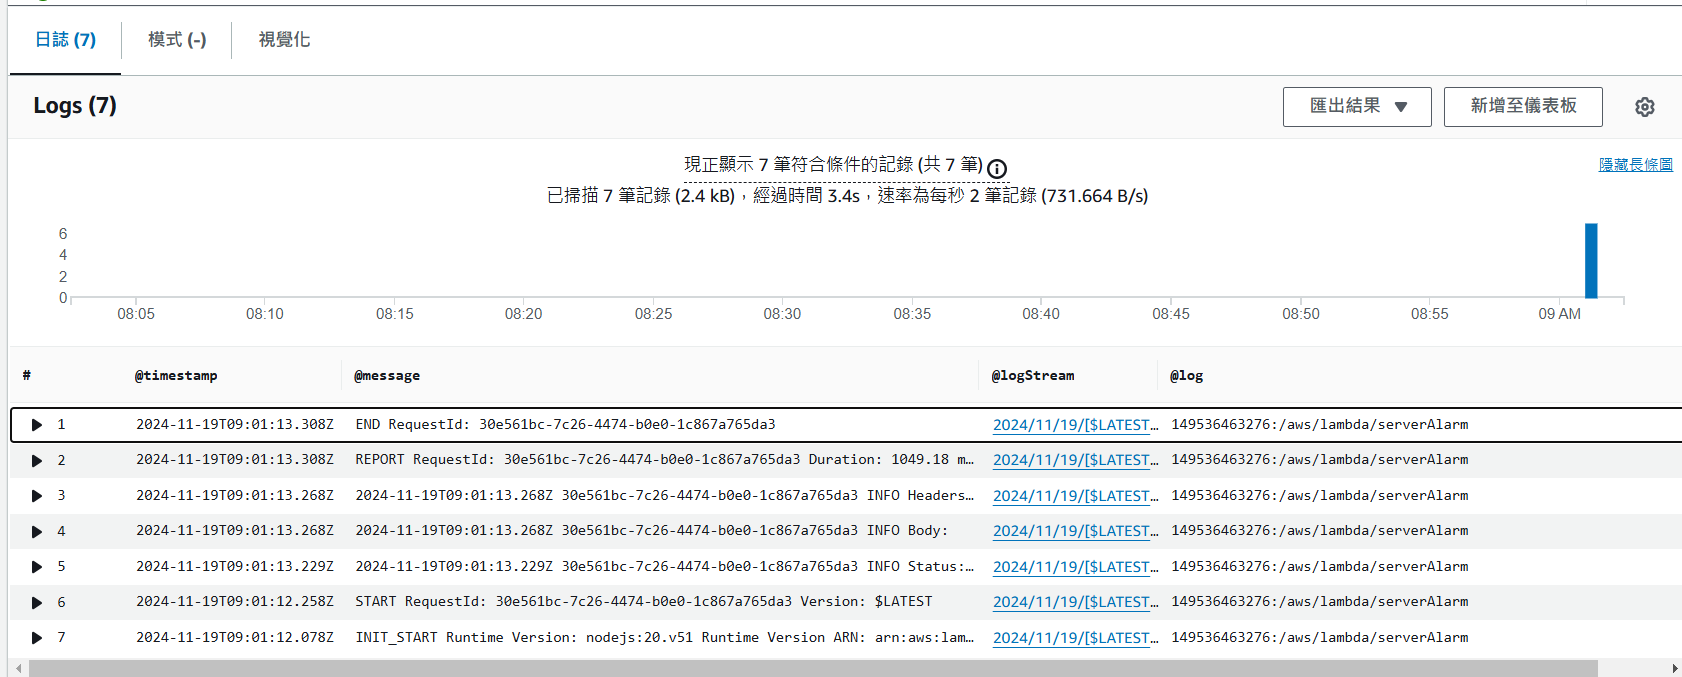 日誌 (7) 模式 (-) 視覺化
Logs (7) 匯出結果 新增至儀表板
現正顯示 7 筆符合條件的記錄 (共 7 筆) 隱藏長條圖
已掃描 7 筆記錄 (2.4 kB)，經過時間 3.4s，速率為每秒 2 筆記錄 (731.664 B/s)
6
4
2
0
08:05 08:10 08:15 08:20 08:25 08:30 08:35 08:40 08:45 08:50 08:55 09 AM
# @timestamp @message @logStream @log
1 2024-11-19T09:01:13.308Z END RequestId: 30e561bc-7c26-4474-b0e0-1c867a765da3 2024/11/19/[$LATEST… 149536463276:/aws/lambda/serverAlarm
2 2024-11-19T09:01:13.308Z REPORT RequestId: 30e561bc-7c26-4474-b0e0-1c867a765da3 Duration: 1049.18 m… 2024/11/19/[$LATEST… 149536463276:/aws/lambda/serverAlarm
3 2024-11-19T09:01:13.268Z 2024-11-19T09:01:13.268Z 30e561bc-7c26-4474-b0e0-1c867a765da3 INFO Headers… 2024/11/19/[$LATEST… 149536463276:/aws/lambda/serverAlarm
4 2024-11-19T09:01:13.268Z 2024-11-19T09:01:13.268Z 30e561bc-7c26-4474-b0e0-1c867a765da3 INFO Body: 2024/11/19/[$LATEST… 149536463276:/aws/lambda/serverAlarm
5 2024-11-19T09:01:13.229Z 2024-11-19T09:01:13.229Z 30e561bc-7c26-4474-b0e0-1c867a765da3 INFO Status:… 2024/11/19/[$LATEST… 149536463276:/aws/lambda/serverAlarm
6 2024-11-19T09:01:12.258Z START RequestId: 30e561bc-7c26-4474-b0e0-1c867a765da3 Version: $LATEST 2024/11/19/[$LATEST… 149536463276:/aws/lambda/serverAlarm
7 2024-11-19T09:01:12.078Z INIT_START Runtime Version: nodejs:20.v51 Runtime Version ARN: arn:aws:lam… 2024/11/19/[$LATEST… 149536463276:/aws/lambda/serverAlarm